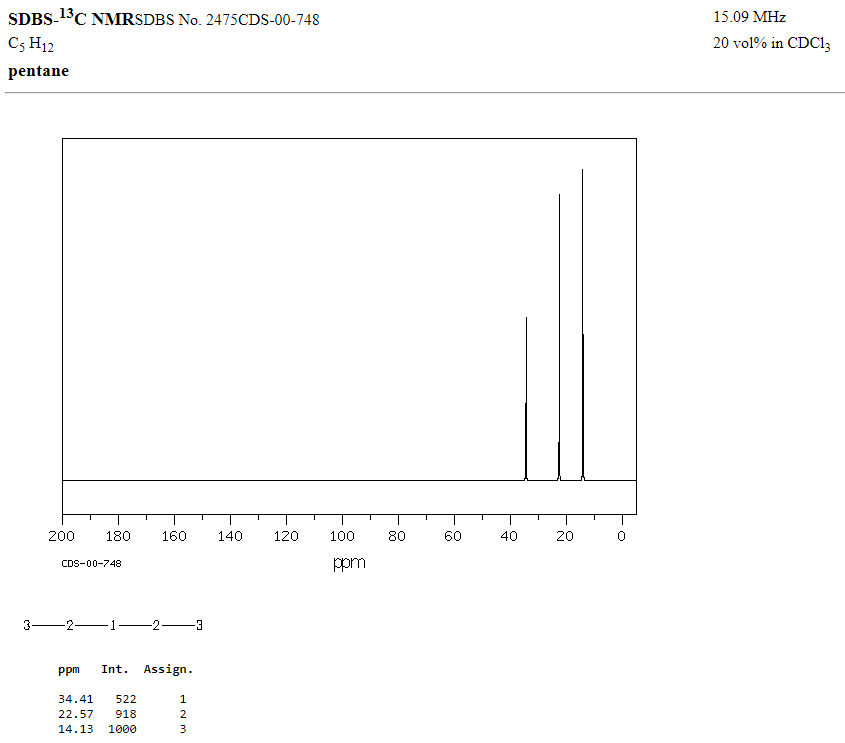 SDBS-13C NMRSDBS No. 2475CDS-00-748
15.09 MHz
C5 H12
20 vol% in CDCl3
pentane
200 180 160 140 120 100 80 60 40 20 0
CDS-00-748
ppm
3 2 1 2 3
ppm Int. Assign.
34.41 522 1
22.57 918 2
14.13 1000 3